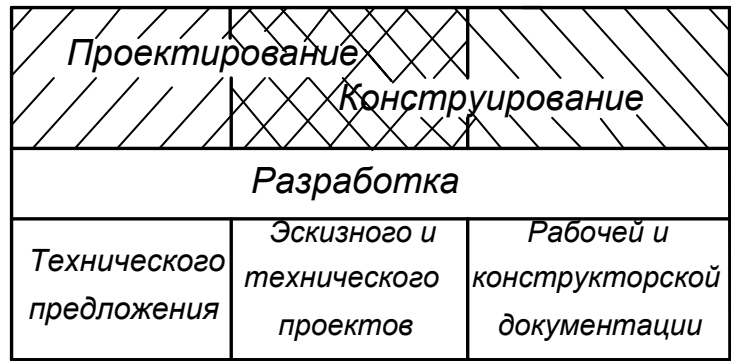 Проектирование
Конструирование
Разработка
Технического
предложения
Эскизного и
технического
проектов
Рабочей и
конструкторской
документации